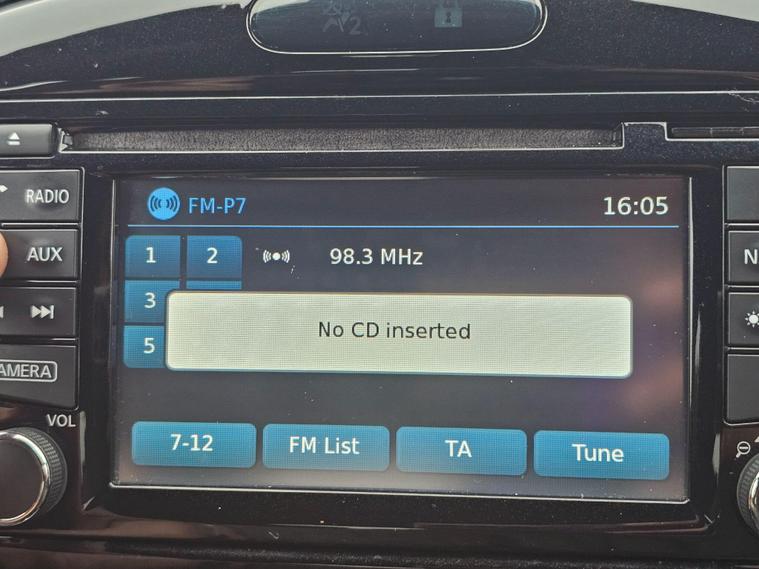 2
RADIO
FM-P7
16:05
AUX
1
2
98.3 MHz
N
3
No CD inserted
5
AMERA
VOL
7-12
FM List
TA
Tune